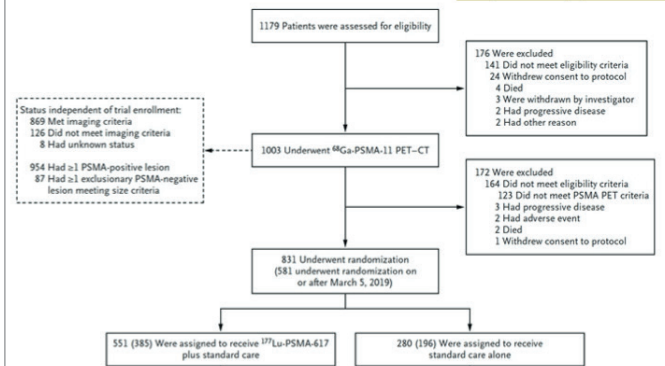 1179 Patients were assessed for eligibility
176 Were excluded
141 Did not meet eligibility criteria
24 Withdrew consent to protocol
4 Died
3 Were withdrawn by investigator
2 Had progressive disease
2 Had other reason
Status independent of trial enrollment:
869 Met imaging criteria
126 Did not meet imaging criteria
8 Had unknown status
954 Had ≥1 PSMA-positive lesion
87 Had ≥1 exclusionary PSMA-negative
lesion meeting size criteria
1003 Underwent ⁶⁸Ga-PSMA-11 PET–CT
172 Were excluded
164 Did not meet eligibility criteria
123 Did not meet PSMA PET criteria
3 Had progressive disease
2 Had adverse event
2 Died
1 Withdrew consent to protocol
831 Underwent randomization
(581 underwent randomization on
or after March 5, 2019)
551 (385) Were assigned to receive ¹⁷⁷Lu-PSMA-617
plus standard care
280 (196) Were assigned to receive
standard care alone